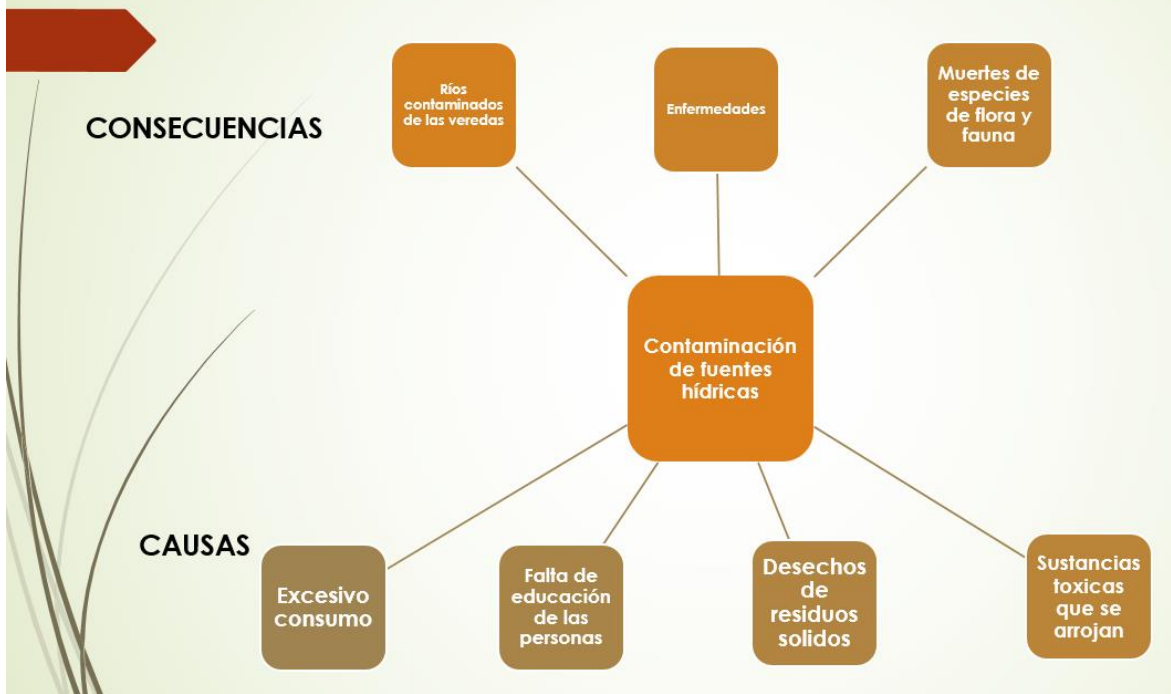 CONSECUENCIAS
Ríos
contaminados
de las veredas
Enfermedades
Muertes de
especies
de flora y
fauna
Contaminación
de fuentes
hídricas
CAUSAS
Excesivo
consumo
Falta de
educación
de las
personas
Desechos
de
residuos
solidos
Sustancias
toxicas
que se
arrojan